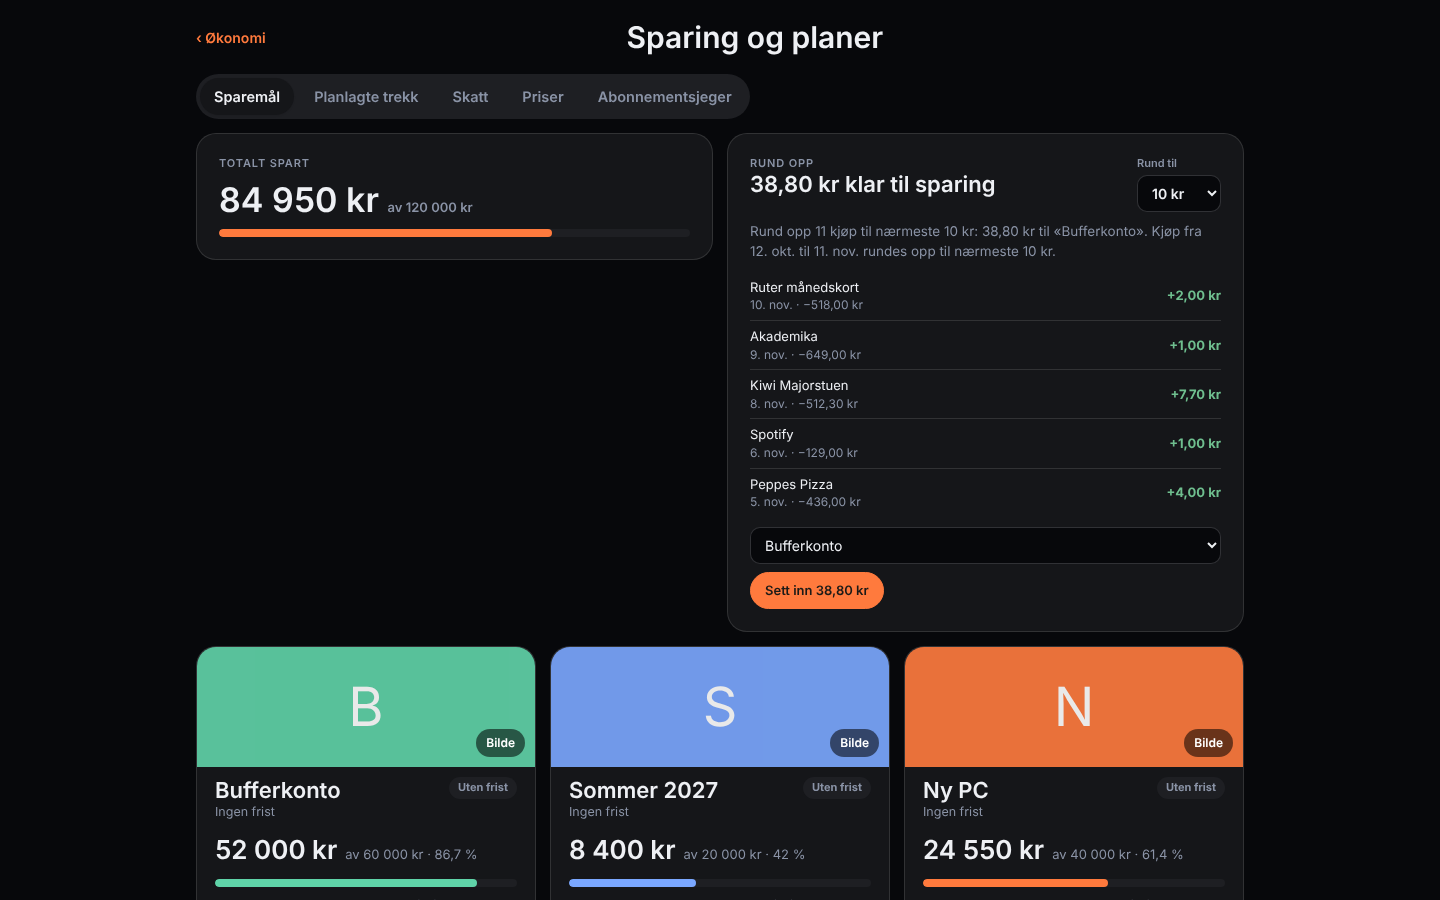 ‹ Økonomi
Sparing og planer
Sparemål
Planlagte trekk
Skatt
Priser
Abonnementsjeger
TOTALT SPART
84 950 kr av 120 000 kr
RUND OPP
38,80 kr klar til sparing
Rund til
10 kr
Rund opp 11 kjøp til nærmeste 10 kr: 38,80 kr til «Bufferkonto». Kjøp fra
12. okt. til 11. nov. rundes opp til nærmeste 10 kr.
Ruter månedskort
10. nov. · −518,00 kr
+2,00 kr
Akademika
9. nov. · −649,00 kr
+1,00 kr
Kiwi Majorstuen
8. nov. · −512,30 kr
+7,70 kr
Spotify
6. nov. · −129,00 kr
+1,00 kr
Peppes Pizza
5. nov. · −436,00 kr
+4,00 kr
Bufferkonto
Sett inn 38,80 kr
B
Bilde
Bufferkonto
Uten frist
Ingen frist
52 000 kr av 60 000 kr · 86,7 %
S
Bilde
Sommer 2027
Uten frist
Ingen frist
8 400 kr av 20 000 kr · 42 %
N
Bilde
Ny PC
Uten frist
Ingen frist
24 550 kr av 40 000 kr · 61,4 %